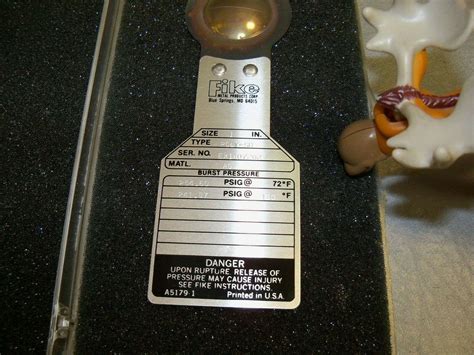 Fike
METAL PRODUCTS CORP.
Blue Springs, MO 64015
SIZE 1 IN.
TYPE
SER. NO.
MATL.
BURST PRESSURE
PSIG@ 72°F
PSIG@ °F
DANGER
UPON RUPTURE, RELEASE OF
PRESSURE MAY CAUSE INJURY
SEE FIKE INSTRUCTIONS.
A5179-1 Printed in U.S.A.